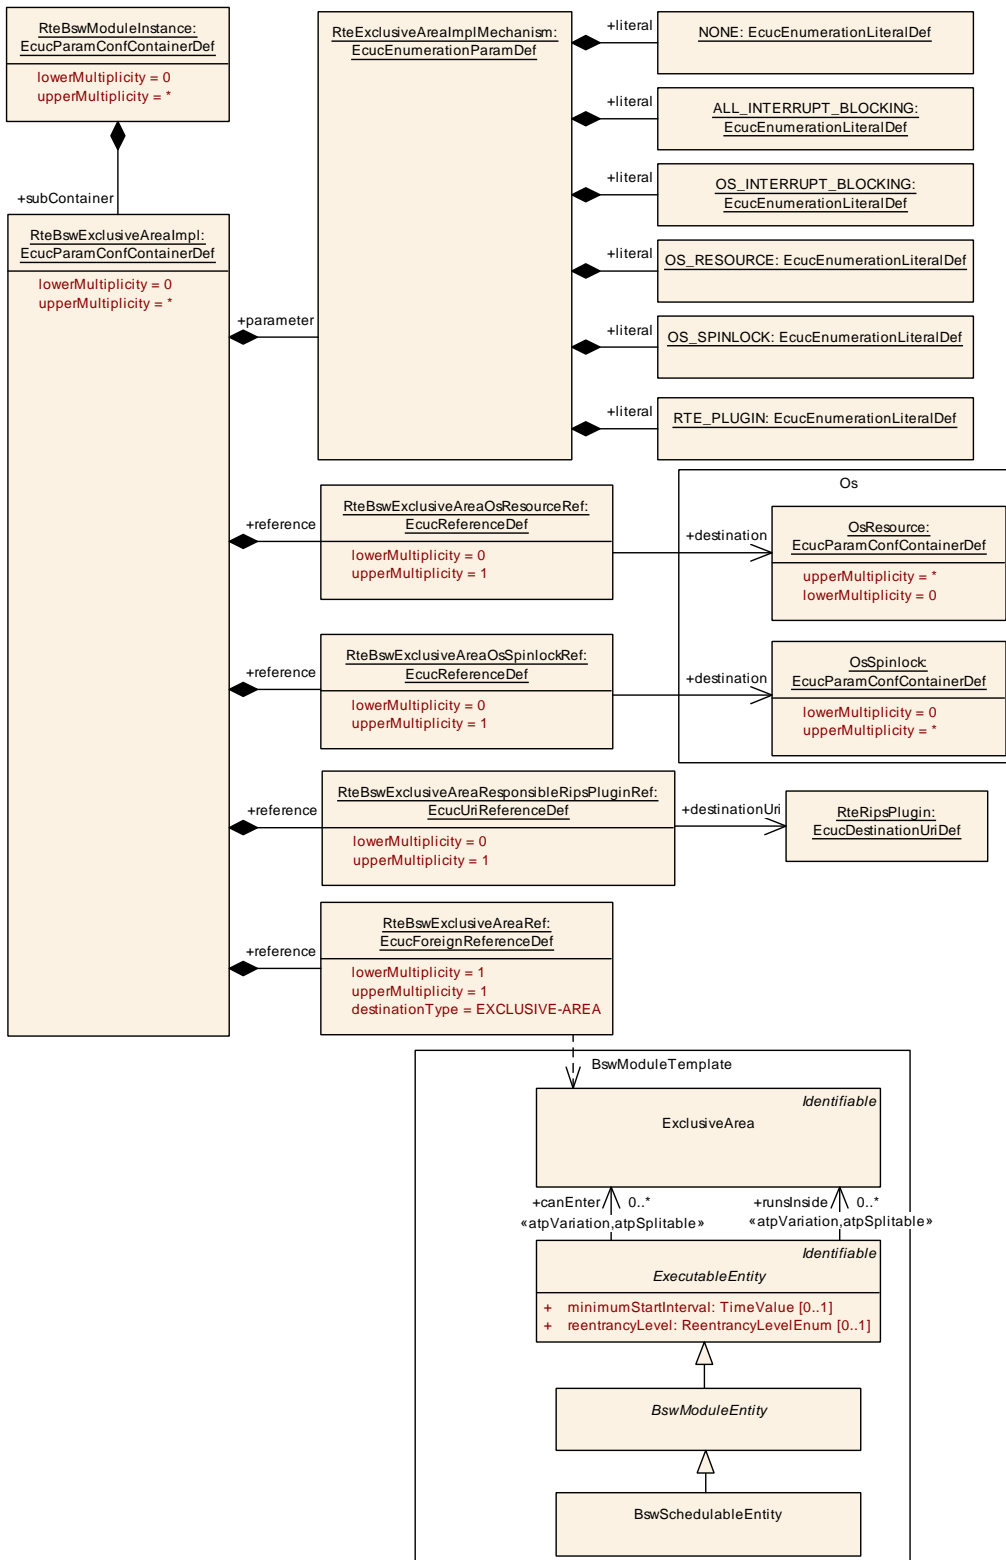 RteBswModuleInstance:
EcucParamConfContainerDef
lowerMultiplicity = 0
upperMultiplicity = *
+subContainer
RteBswExclusiveAreaImpl:
EcucParamConfContainerDef
lowerMultiplicity = 0
upperMultiplicity = *
+parameter
RteExclusiveAreaImplMechanism:
EcucEnumerationParamDef
+literal
NONE: EcucEnumerationLiteralDef
+literal
ALL_INTERRUPT_BLOCKING:
EcucEnumerationLiteralDef
+literal
OS_INTERRUPT_BLOCKING:
EcucEnumerationLiteralDef
+literal
OS_RESOURCE: EcucEnumerationLiteralDef
+literal
OS_SPINLOCK: EcucEnumerationLiteralDef
+literal
RTE_PLUGIN: EcucEnumerationLiteralDef
+reference
RteBswExclusiveAreaOsResourceRef:
EcucReferenceDef
lowerMultiplicity = 0
upperMultiplicity = 1
+destination
Os
OsResource:
EcucParamConfContainerDef
upperMultiplicity = *
lowerMultiplicity = 0
+reference
RteBswExclusiveAreaOsSpinlockRef:
EcucReferenceDef
lowerMultiplicity = 0
upperMultiplicity = 1
+destination
OsSpinlock:
EcucParamConfContainerDef
lowerMultiplicity = 0
upperMultiplicity = *
+reference
RteBswExclusiveAreaResponsibleRipsPluginRef:
EcucUriReferenceDef
lowerMultiplicity = 0
upperMultiplicity = 1
+destinationUri
RteRipsPlugin:
EcucDestinationUriDef
+reference
RteBswExclusiveAreaRef:
EcucForeignReferenceDef
lowerMultiplicity = 1
upperMultiplicity = 1
destinationType = EXCLUSIVE-AREA
BswModuleTemplate
Identifiable
ExclusiveArea
+canEnter 0..*
«atpVariation,atpSplitable»
+runsInside 0..*
«atpVariation,atpSplitable»
Identifiable
ExecutableEntity
+ minimumStartInterval: TimeValue [0..1]
+ reentrancyLevel: ReentrancyLevelEnum [0..1]
BswModuleEntity
BswSchedulableEntity